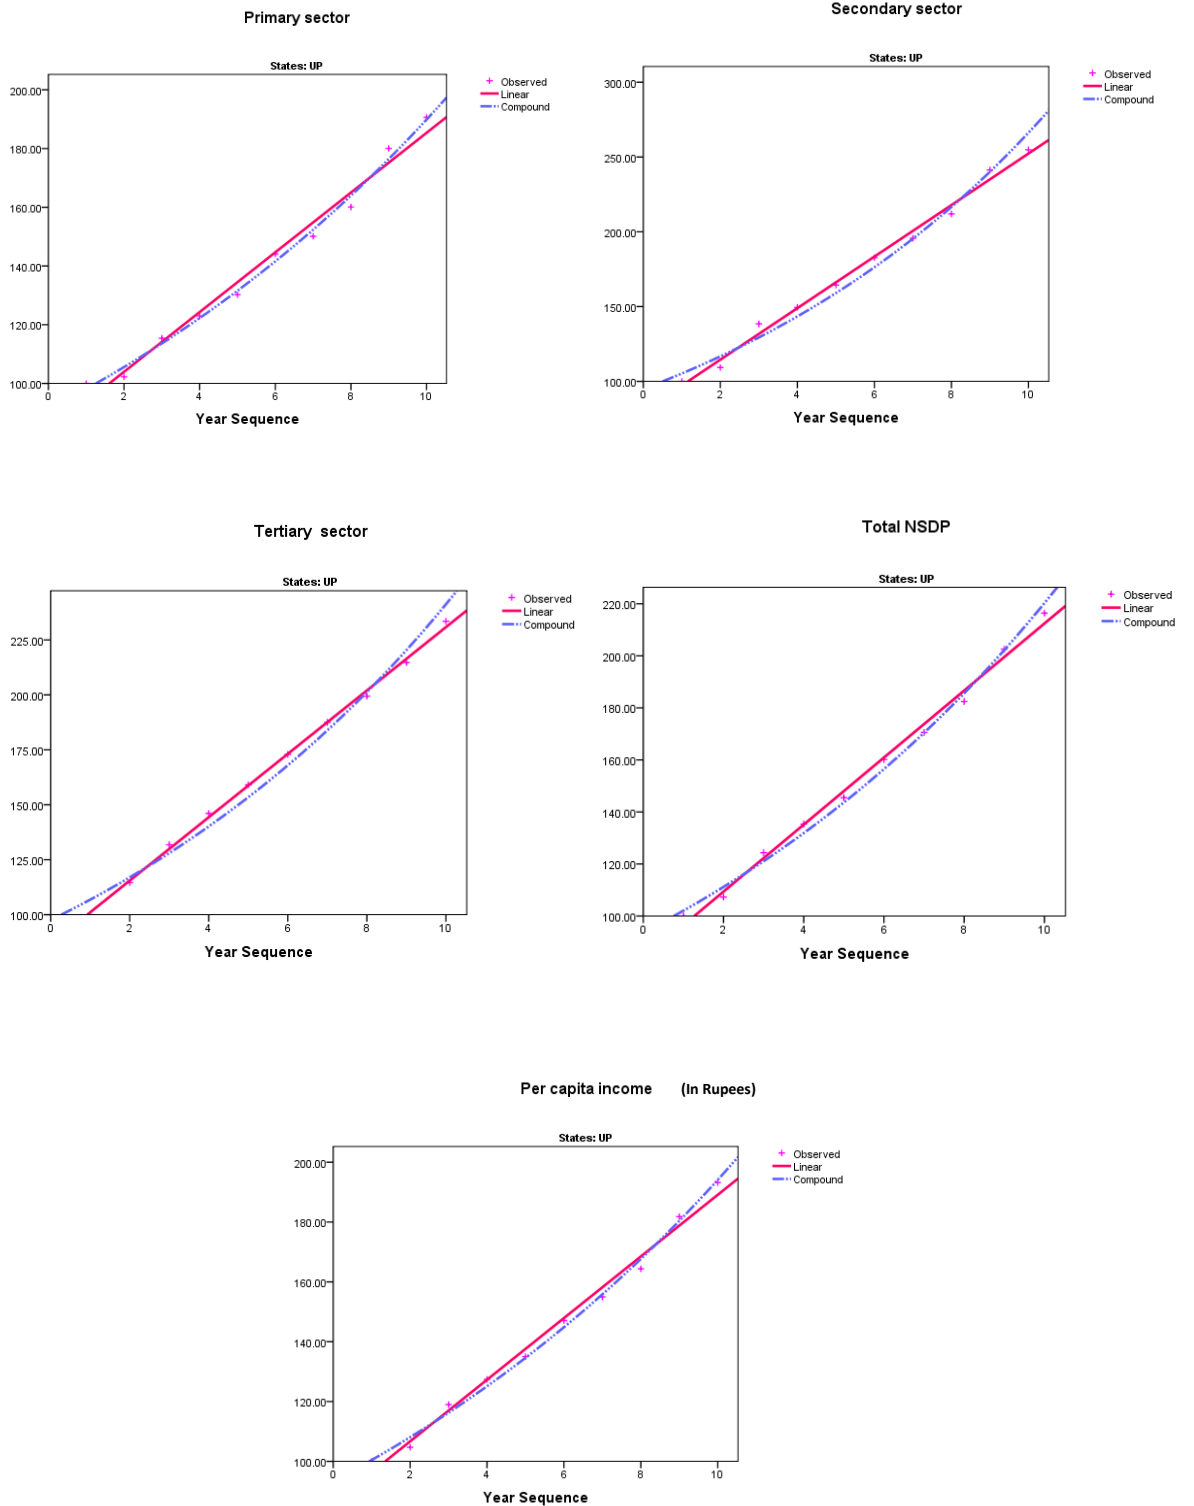 Primary sector
States: UP
Observed
Linear
Compound
200.00
180.00
160.00
140.00
120.00
100.00
0 2 4 6 8 10
Year Sequence
Secondary sector
States: UP
Observed
Linear
Compound
300.00
250.00
200.00
150.00
100.00
0 2 4 6 8 10
Year Sequence
Tertiary sector
States: UP
Observed
Linear
Compound
225.00
200.00
175.00
150.00
125.00
100.00
0 2 4 6 8 10
Year Sequence
Total NSDP
States: UP
Observed
Linear
Compound
220.00
200.00
180.00
160.00
140.00
120.00
100.00
0 2 4 6 8 10
Year Sequence
Per capita income (In Rupees)
States: UP
Observed
Linear
Compound
200.00
180.00
160.00
140.00
120.00
100.00
0 2 4 6 8 10
Year Sequence